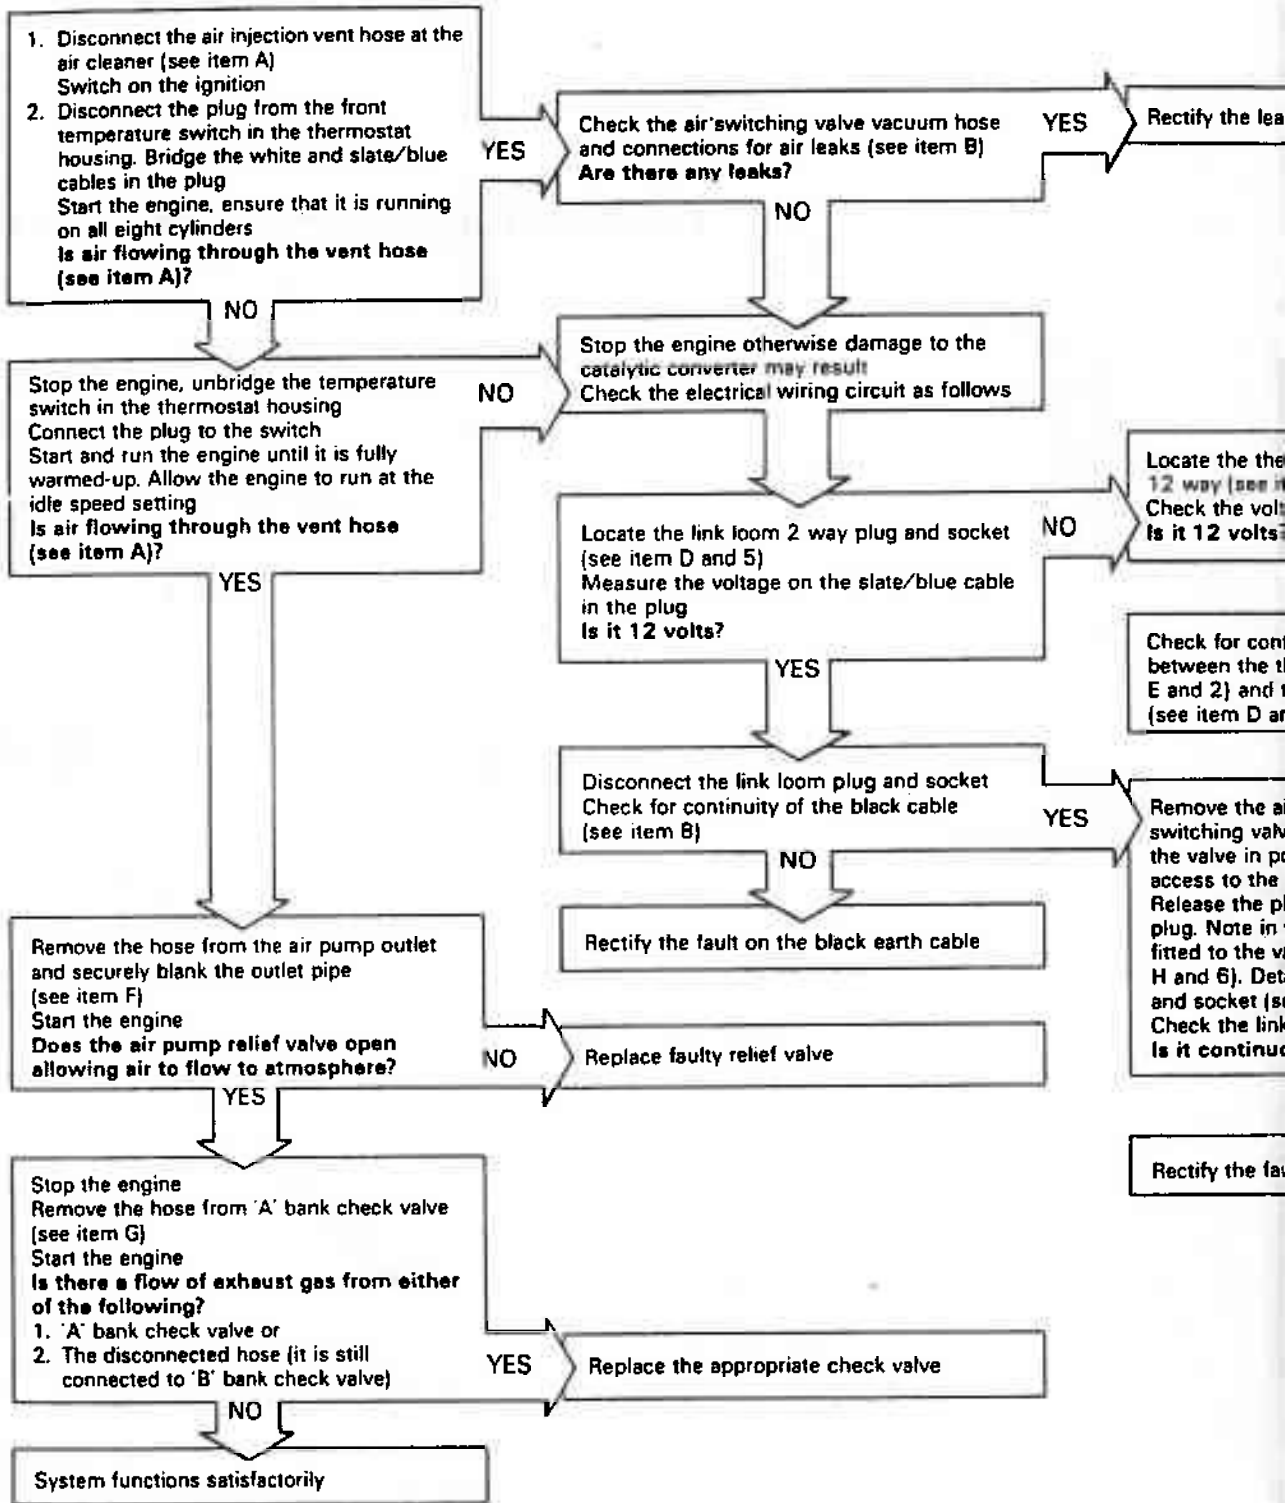 1. Disconnect the air injection vent hose at the
air cleaner (see item A)
Switch on the ignition
2. Disconnect the plug from the front
temperature switch in the thermostat
housing. Bridge the white and slate/blue
cables in the plug
Start the engine, ensure that it is running
on all eight cylinders
Is air flowing through the vent hose
(see item A)?
YES
Check the air switching valve vacuum hose
and connections for air leaks (see item B)
Are there any leaks?
YES
Rectify the lea
NO
NO
Stop the engine, unbridge the temperature
switch in the thermostat housing
Connect the plug to the switch
Start and run the engine until it is fully
warmed-up. Allow the engine to run at the
idle speed setting
Is air flowing through the vent hose
(see item A)?
NO
Stop the engine otherwise damage to the
catalytic converter may result
Check the electrical wiring circuit as follows
YES
Locate the link loom 2 way plug and socket
(see item D and 5)
Measure the voltage on the slate/blue cable
in the plug
Is it 12 volts?
NO
Locate the the
12 way (see it
Check the volt
Is it 12 volts?
YES
Check for cont
between the t
E and 2) and t
(see item D an
Disconnect the link loom plug and socket
Check for continuity of the black cable
(see item B)
YES
Remove the ai
switching valv
the valve in po
access to the
Release the pl
plug. Note in
fitted to the va
H and 6). Deta
and socket (se
Check the link
Is it continuo
NO
Rectify the fault on the black earth cable
Remove the hose from the air pump outlet
and securely blank the outlet pipe
(see item F)
Start the engine
Does the air pump relief valve open
allowing air to flow to atmosphere?
NO
Replace faulty relief valve
YES
Rectify the fau
Stop the engine
Remove the hose from 'A' bank check valve
(see item G)
Start the engine
Is there a flow of exhaust gas from either
of the following?
1. 'A' bank check valve or
2. The disconnected hose (it is still
connected to 'B' bank check valve)
YES
Replace the appropriate check valve
NO
System functions satisfactorily